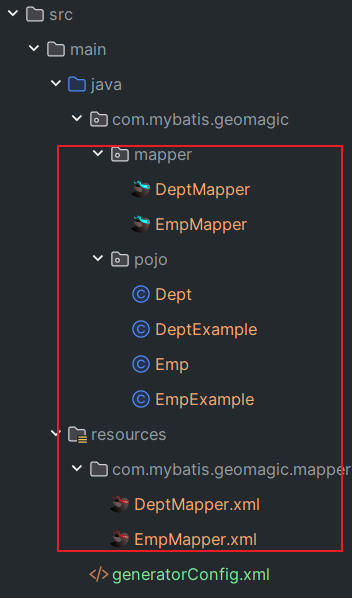 src
main
java
com.mybatis.geomagic
mapper
DeptMapper
EmpMapper
pojo
Dept
DeptExample
Emp
EmpExample
resources
com.mybatis.geomagic.mapper
DeptMapper.xml
EmpMapper.xml
generatorConfig.xml